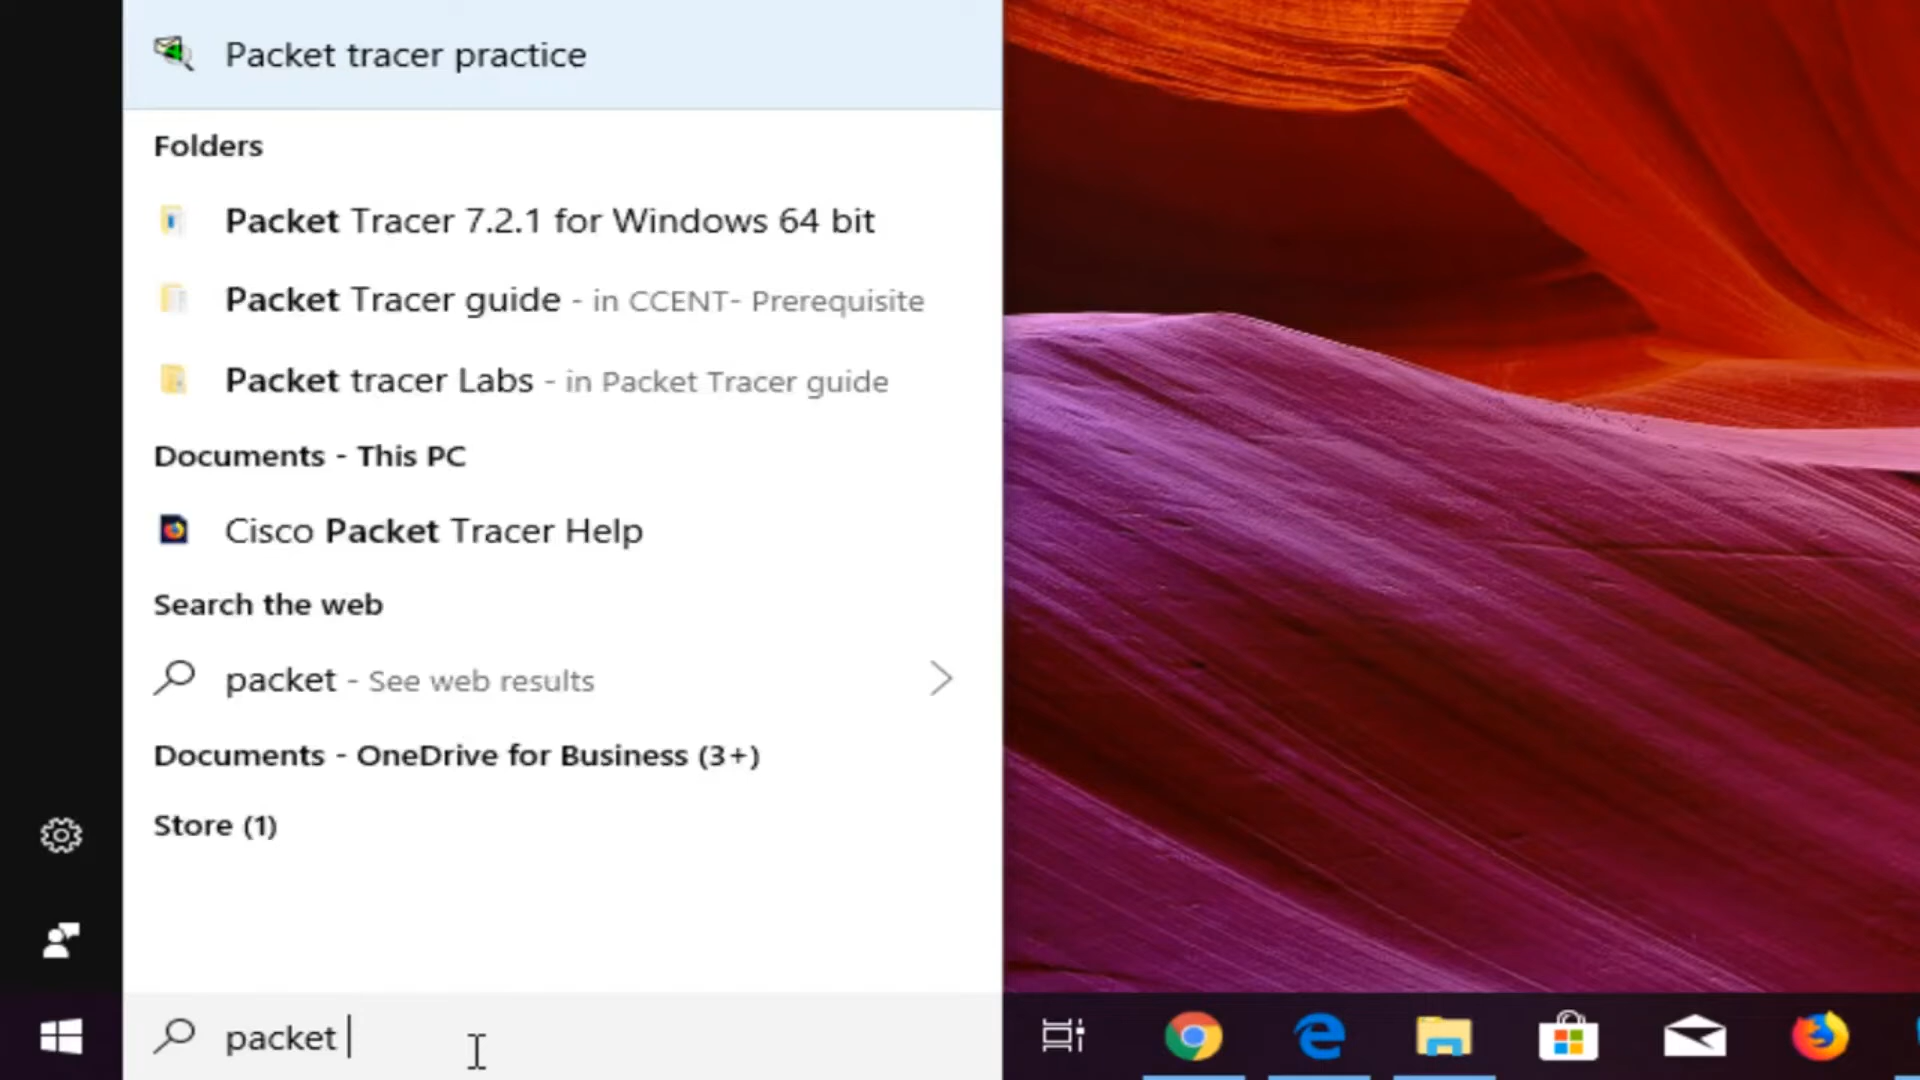 Packet tracer practice
Folders
Packet Tracer 7.2.1 for Windows 64 bit
Packet Tracer guide - in CCENT- Prerequisite
Packet tracer Labs - in Packet Tracer guide
Documents - This PC
Cisco Packet Tracer Help
Search the web
packet - See web results
Documents - OneDrive for Business (3+)
Store (1)
packet